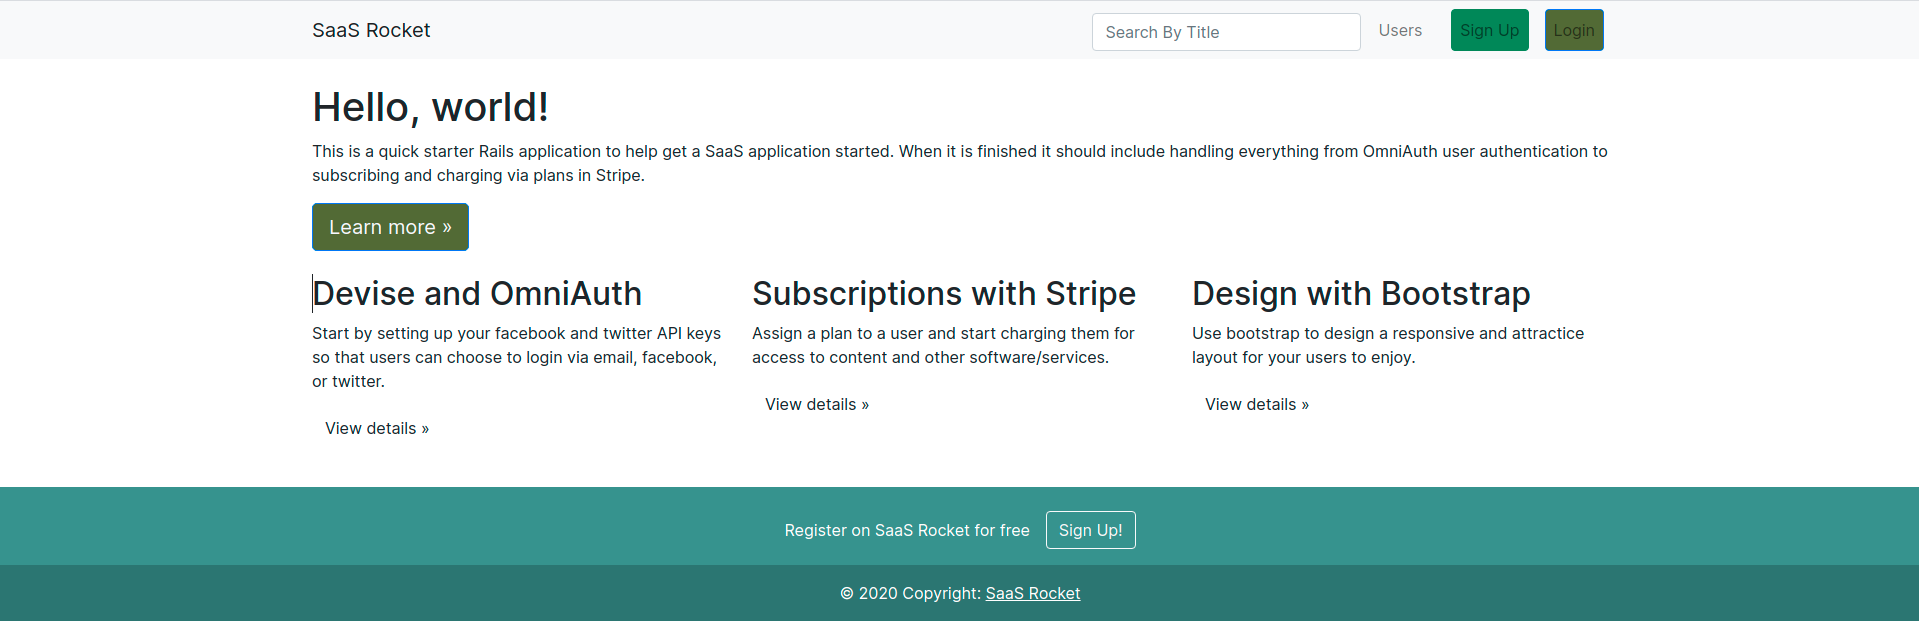 SaaS Rocket
Search By Title
Users
Sign Up
Login
Hello, world!
This is a quick starter Rails application to help get a SaaS application started. When it is finished it should include handling everything from OmniAuth user authentication to
subscribing and charging via plans in Stripe.
Learn more »
Devise and OmniAuth
Start by setting up your facebook and twitter API keys
so that users can choose to login via email, facebook,
or twitter.
View details »
Subscriptions with Stripe
Assign a plan to a user and start charging them for
access to content and other software/services.
View details »
Design with Bootstrap
Use bootstrap to design a responsive and attractice
layout for your users to enjoy.
View details »
Register on SaaS Rocket for free
Sign Up!
© 2020 Copyright: SaaS Rocket